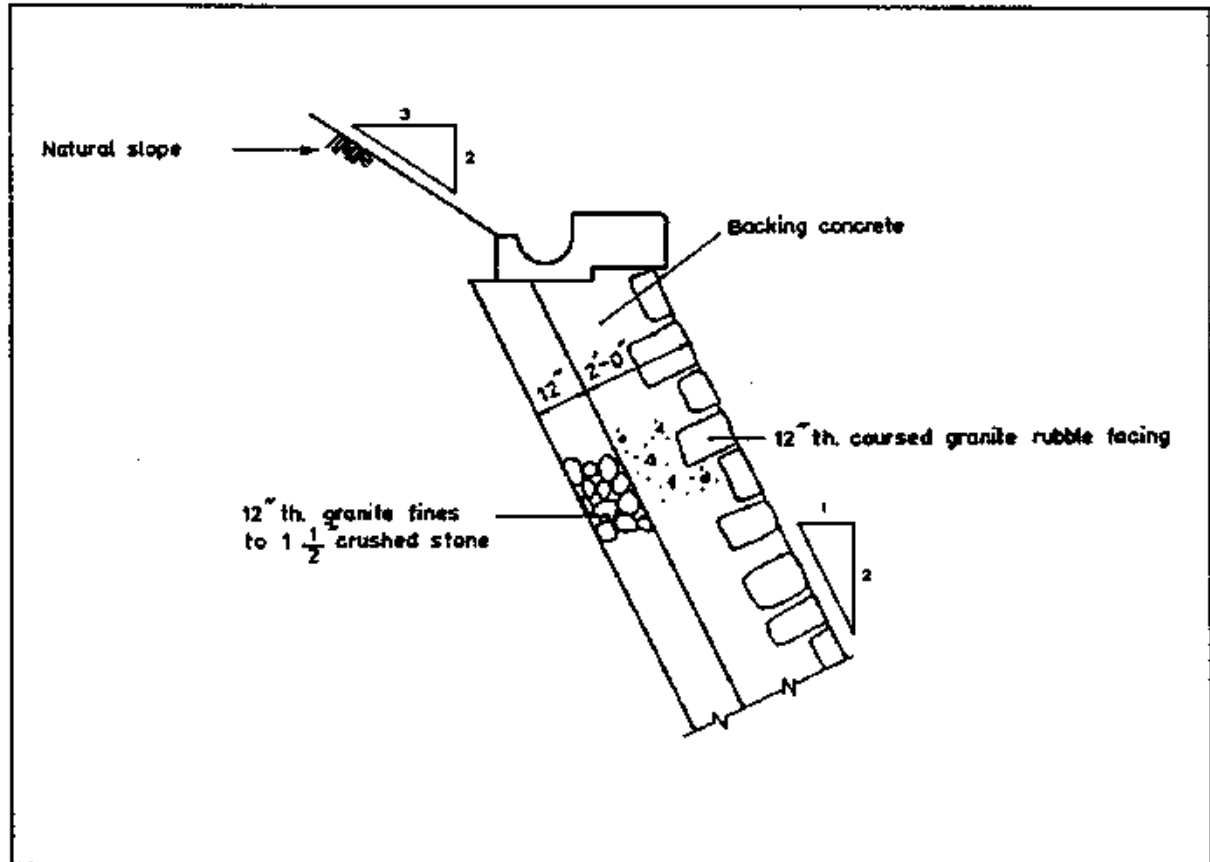 3
Natural slope
2
Backing concrete
12" 2'-0"
12" th. coursed granite rubble facing
12" th. granite fines
to 1 1/2" crushed stone
1
2
N N